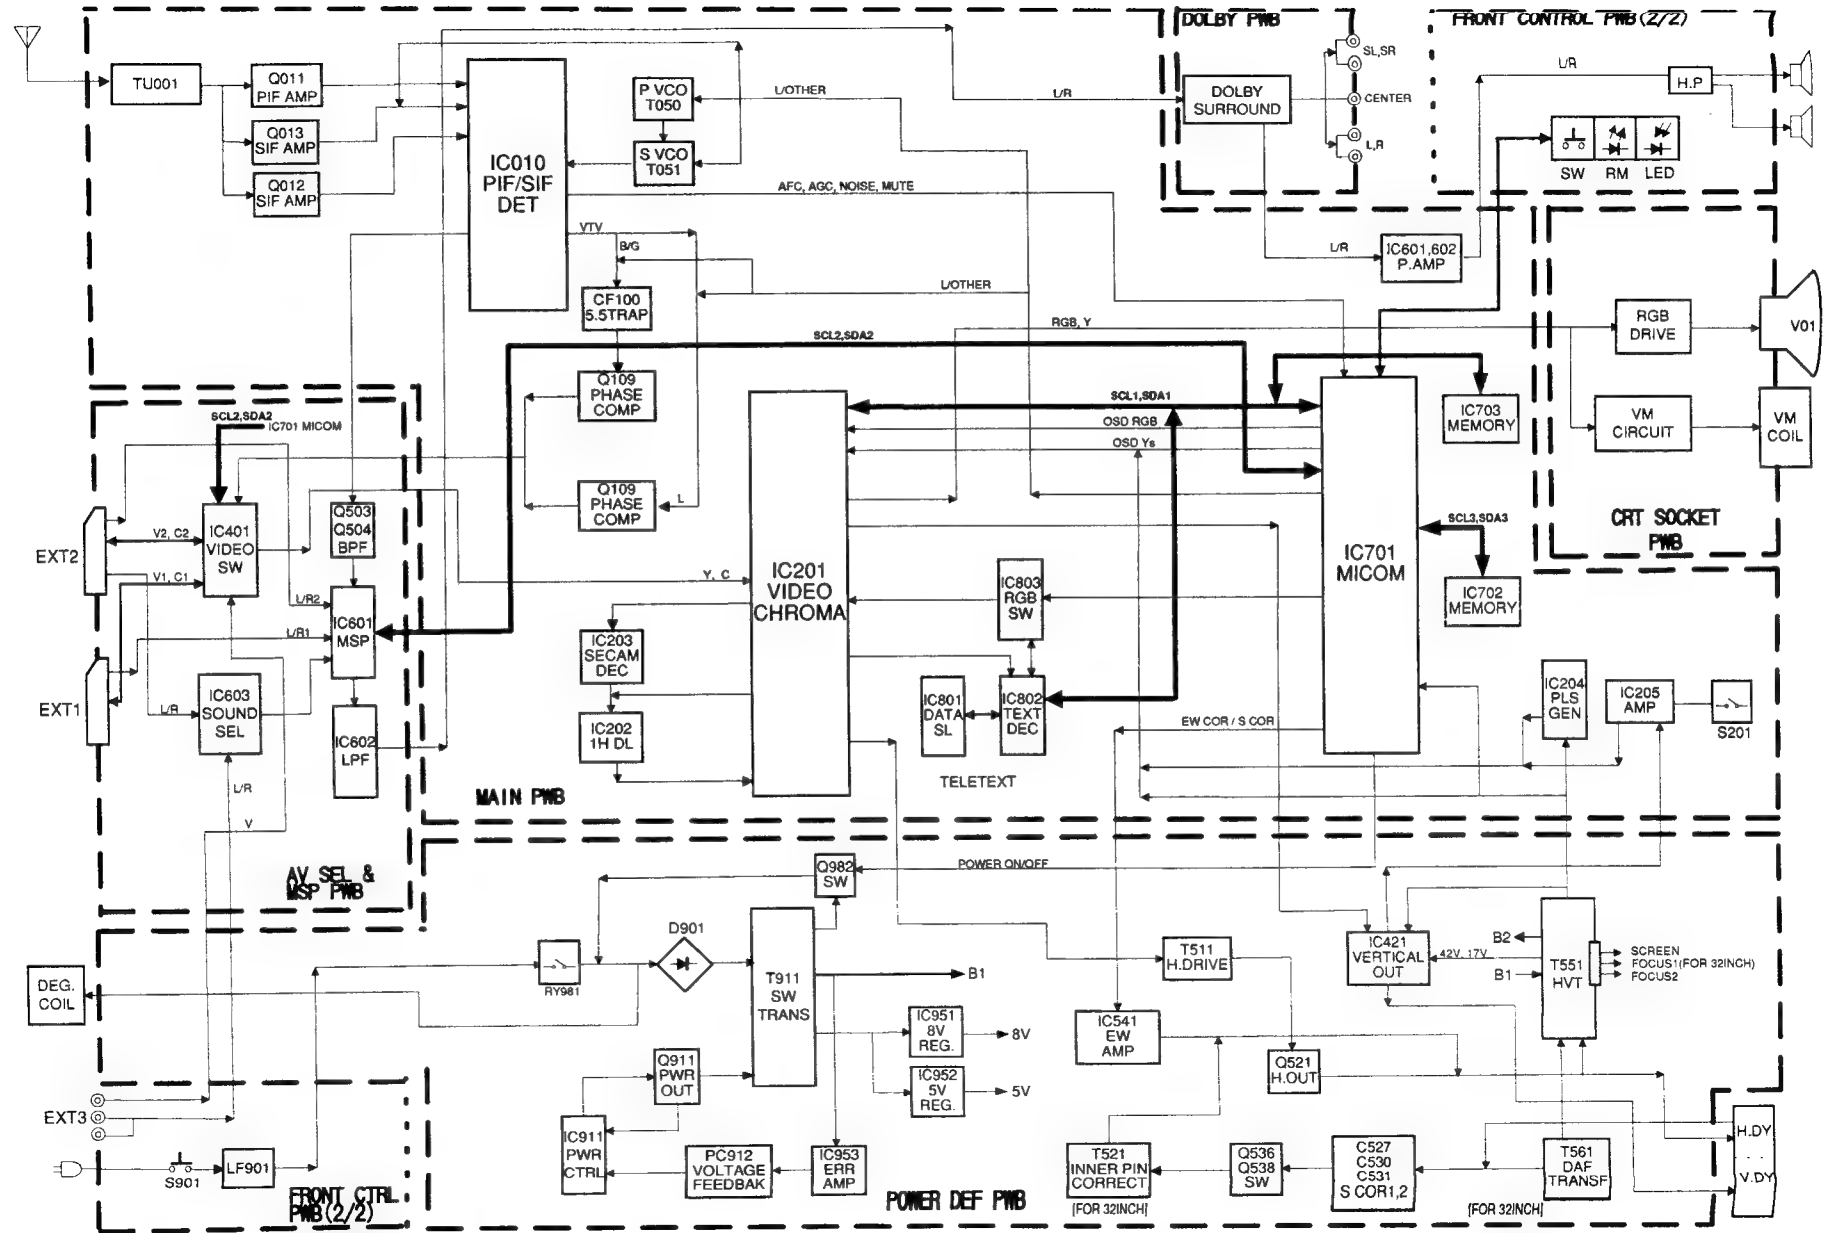 DOLBY PWB
FRONT CONTROL PWB(2/2)
TU001
Q011
PIF AMP
Q013
SIF AMP
Q012
SIF AMP
IC010
PIF/SIF
DET
P VCO
T050
S VCO
T051
L/OTHER
L/R
DOLBY
SURROUND
SL,SR
CENTER
L,R
L/R
H.P
SW
RM
LED
AFC, AGC, NOISE, MUTE
VTV
B/G
L/OTHER
L/R
IC601,602
P.AMP
CF100
5.5TRAP
RGB, Y
RGB
DRIVE
V01
SCL2,SDA2
Q109
PHASE
COMP
SCL1,SDA1
OSD RGB
OSD Ys
IC703
MEMORY
VM
CIRCUIT
VM
COIL
SCL2,SDA2
IC701 MICOM
Q109
PHASE
COMP
L
CRT SOCKET
PWB
EXT2
V2, C2
V1, C1
IC401
VIDEO
SW
Q503
Q504
BPF
IC201
VIDEO
CHROMA
IC701
MICOM
SCL3,SDA3
IC702
MEMORY
Y, C
IC803
RGB
SW
L/R2
L/R1
IC601
MSP
IC203
SECAM
DEC
EXT1
L/R
IC603
SOUND
SEL
IC602
LPF
IC202
1H DL
IC801
DATA
SL
IC802
TEXT
DEC
TELETEXT
EW COR / S COR
IC204
PLS
GEN
IC205
AMP
S201
L/R
V
MAIN PWB
AV SEL &
MSP PWB
Q982
SW
POWER ON/OFF
DEG.
COIL
RY981
D901
T911
SW
TRANS
B1
IC951
8V
REG.
8V
IC952
5V
REG.
5V
T511
H.DRIVE
IC421
VERTICAL
OUT
42V, 17V
B2
B1
T551
HVT
SCREEN
FOCUS1(FOR 32INCH)
FOCUS2
IC541
EW
AMP
Q521
H.OUT
Q911
PWR
OUT
EXT3
S901
LF901
FRONT CTRL
PWB(2/2)
IC911
PWR
CTRL
PC912
VOLTAGE
FEEDBAK
IC953
ERR
AMP
POWER DEF PWB
T521
INNER PIN
CORRECT
[FOR 32INCH]
Q536
Q538
SW
C527
C530
C531
S COR1,2
T561
DAF
TRANSF
[FOR 32INCH]
H.DY
V.DY